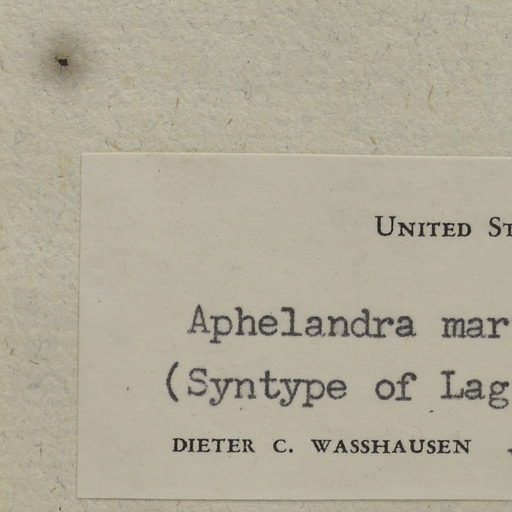 UNITED ST
Aphelandra mar
(Syntype of Lag
DIETER C. WASSHAUSEN